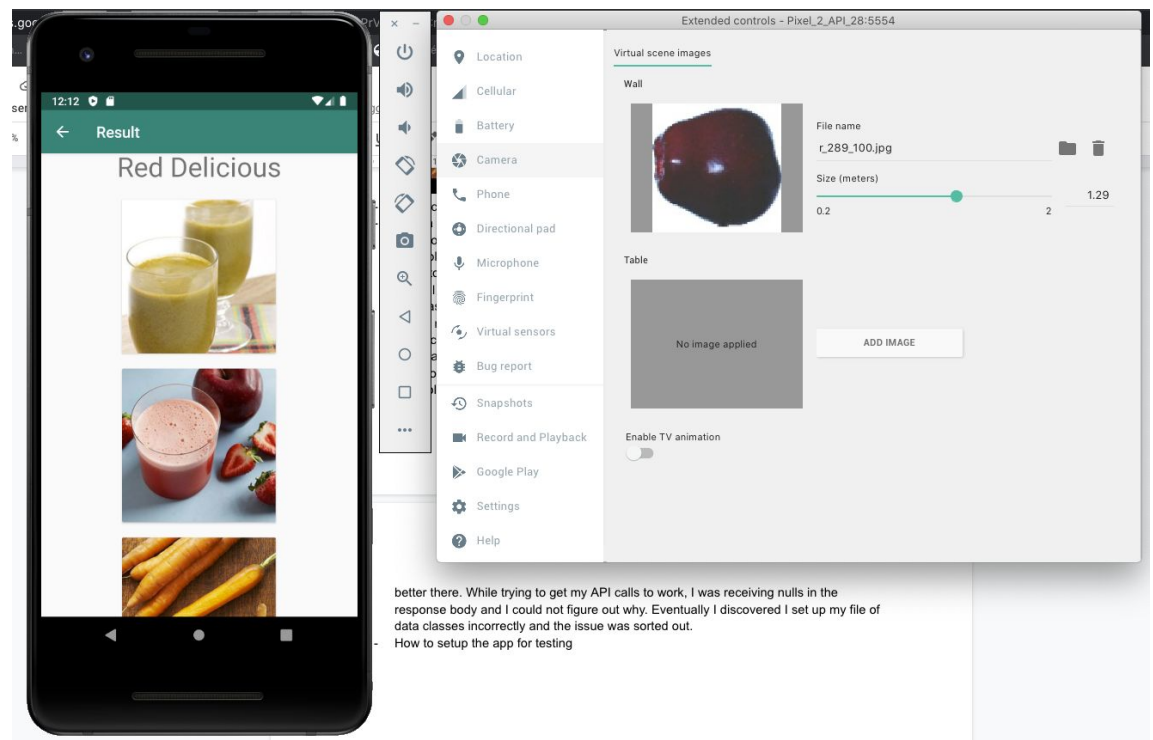 12:12
Result
Red Delicious
Extended controls - Pixel_2_API_28:5554
Location
Cellular
Battery
Camera
Phone
Directional pad
Microphone
Fingerprint
Virtual sensors
Bug report
Snapshots
Record and Playback
Google Play
Settings
Help
Virtual scene images
Wall
File name
r_289_100.jpg
Size (meters)
1.29
0.2 2
Table
No image applied
ADD IMAGE
Enable TV animation
better there. While trying to get my API calls to work, I was receiving nulls in the
response body and I could not figure out why. Eventually I discovered I set up my file of
data classes incorrectly and the issue was sorted out.
- How to setup the app for testing